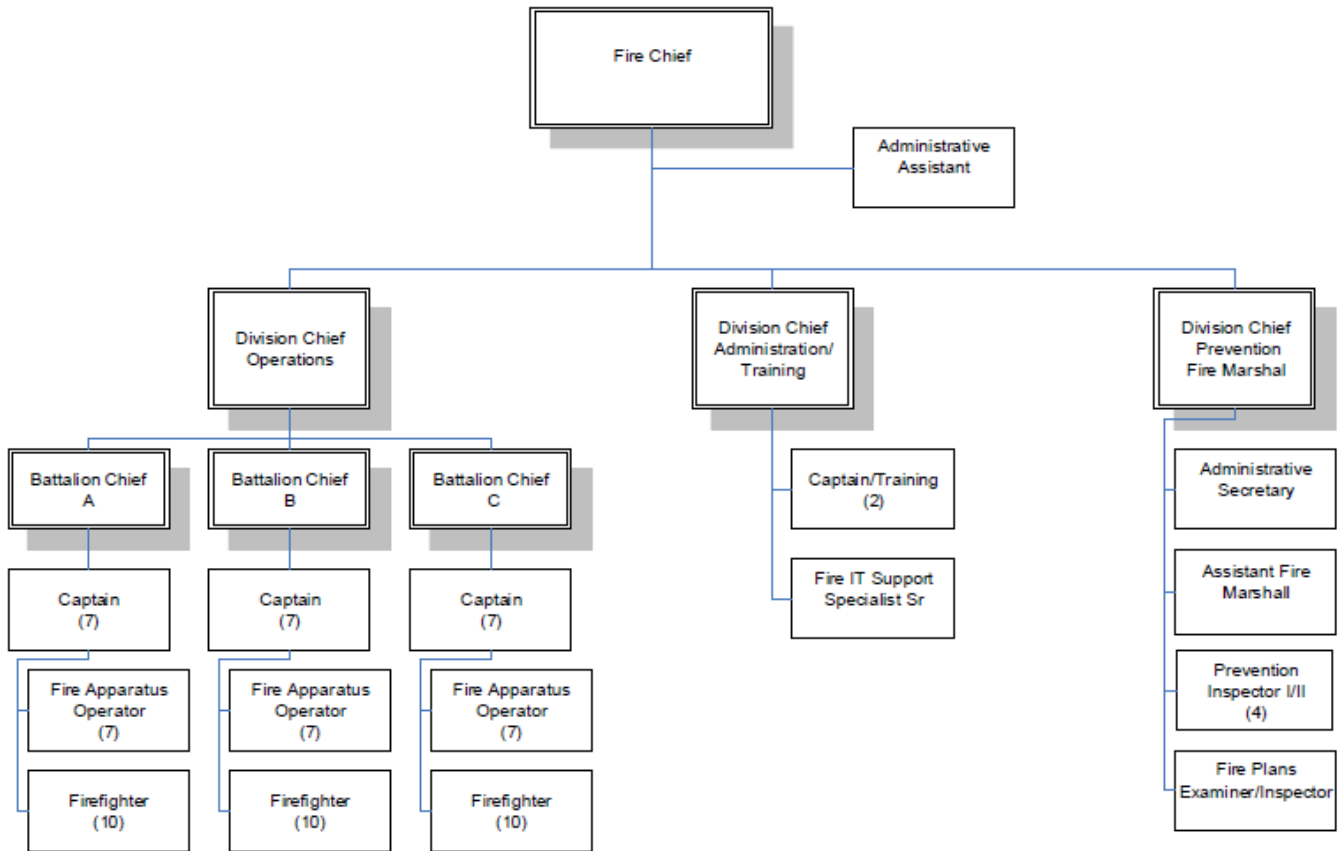 Fire Chief
Administrative
Assistant
Division Chief
Operations
Division Chief
Administration/
Training
Division Chief
Prevention
Fire Marshal
Battalion Chief
A
Battalion Chief
B
Battalion Chief
C
Captain
(7)
Captain
(7)
Captain
(7)
Fire Apparatus
Operator
(7)
Fire Apparatus
Operator
(7)
Fire Apparatus
Operator
(7)
Firefighter
(10)
Firefighter
(10)
Firefighter
(10)
Captain/Training
(2)
Fire IT Support
Specialist Sr
Administrative
Secretary
Assistant Fire
Marshall
Prevention
Inspector I/II
(4)
Fire Plans
Examiner/Inspector